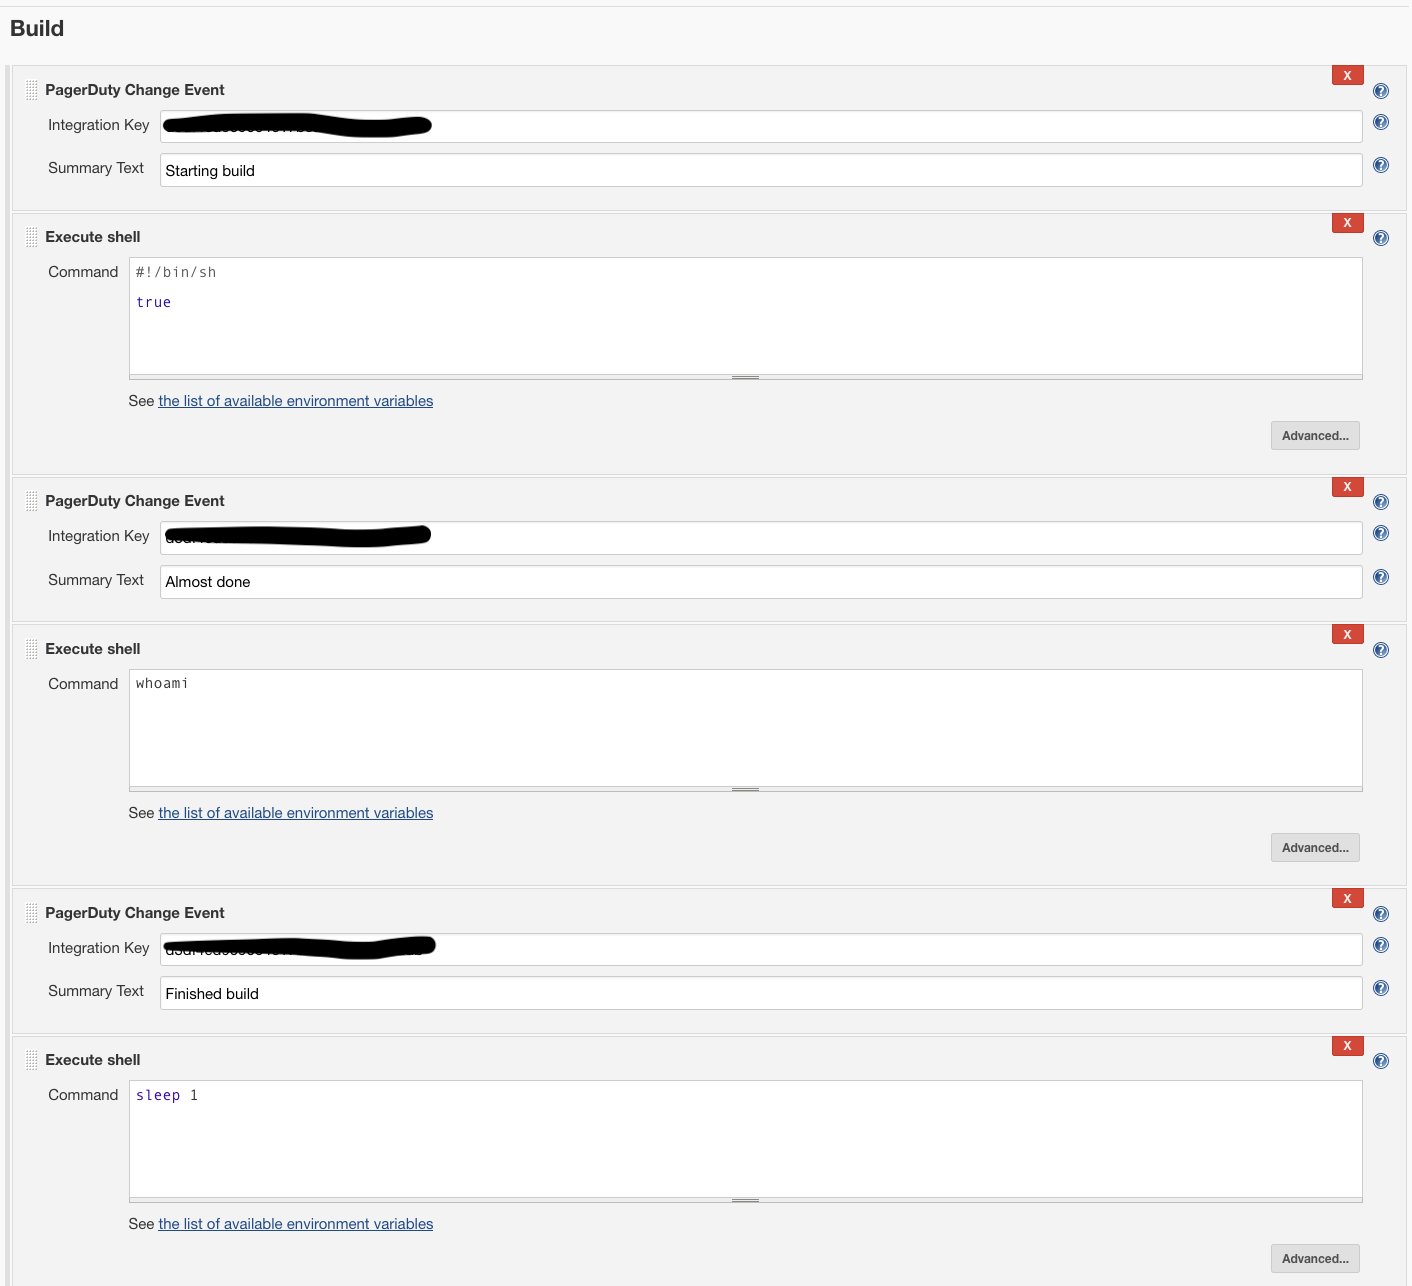 Build
X
PagerDuty Change Event
?
Integration Key
?
Summary Text Starting build
?
X
Execute shell
?
Command #!/bin/sh
true
See the list of available environment variables
Advanced...
X
PagerDuty Change Event
?
Integration Key
?
Summary Text Almost done
?
X
Execute shell
?
Command whoami
See the list of available environment variables
Advanced...
X
PagerDuty Change Event
?
Integration Key
?
Summary Text Finished build
?
X
Execute shell
?
Command sleep 1
See the list of available environment variables
Advanced...